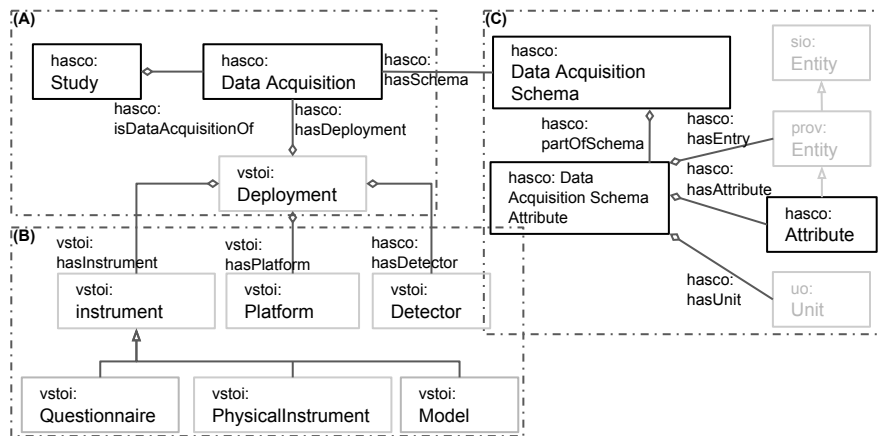 (A)
hasco:
Study
hasco:
Data Acquisition
hasco:
hasSchema
hasco:
isDataAcquisitionOf
hasco:
hasDeployment
vstoi:
Deployment
(B)
vstoi:
hasInstrument
vstoi:
hasPlatform
hasco:
hasDetector
vstoi:
instrument
vstoi:
Platform
vstoi:
Detector
vstoi:
Questionnaire
vstoi:
PhysicalInstrument
vstoi:
Model
(C)
hasco:
Data Acquisition
Schema
sio:
Entity
hasco:
partOfSchema
hasco:
hasEntry
prov:
Entity
hasco: Data
Acquisition Schema
Attribute
hasco:
hasAttribute
hasco:
Attribute
hasco:
hasUnit
uo:
Unit